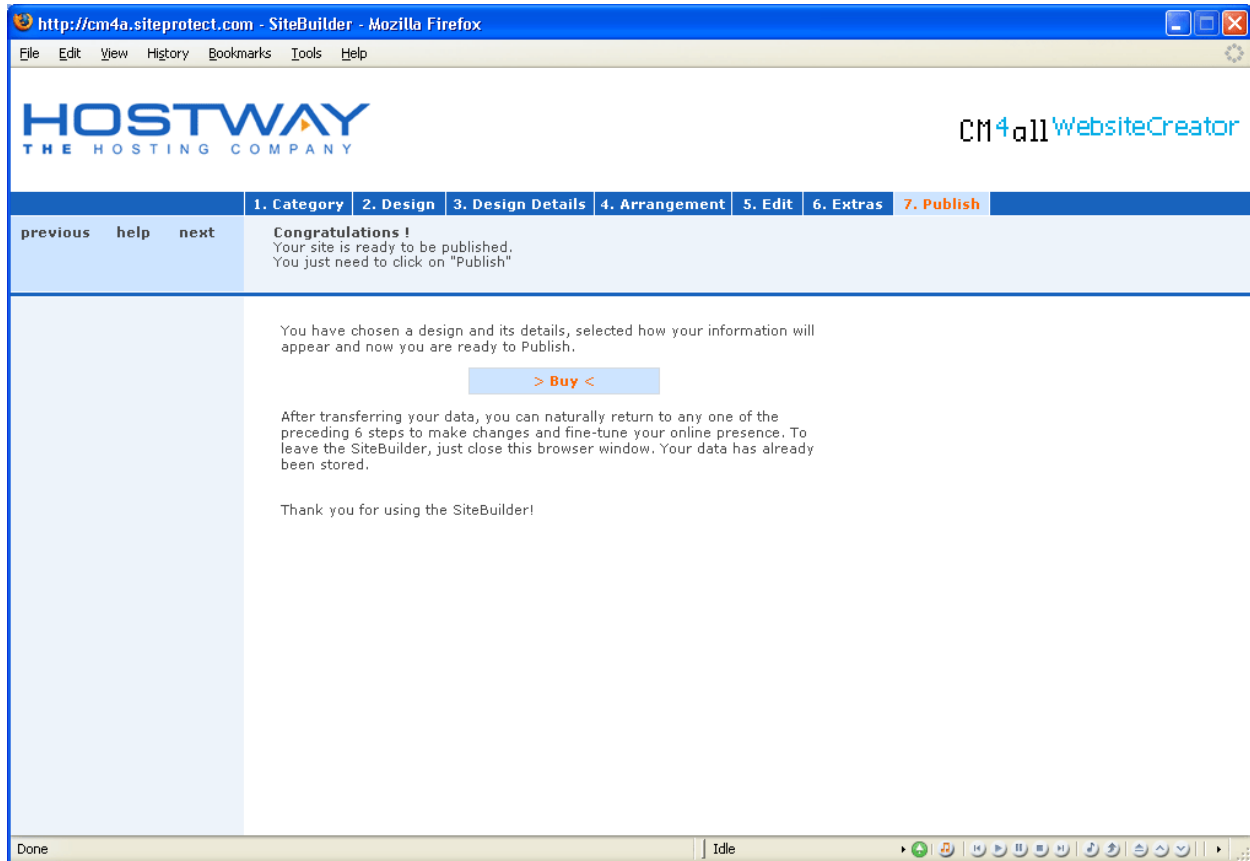 http://cm4a.siteprotect.com - SiteBuilder - Mozilla Firefox
File Edit View History Bookmarks Tools Help
HOSTWAY
THE HOSTING COMPANY
CM4all WebsiteCreator
1. Category 2. Design 3. Design Details 4. Arrangement 5. Edit 6. Extras 7. Publish
previous help next
Congratulations !
Your site is ready to be published.
You just need to click on "Publish"
You have chosen a design and its details, selected how your information will
appear and now you are ready to Publish.
> Buy <
After transferring your data, you can naturally return to any one of the
preceding 6 steps to make changes and fine-tune your online presence. To
leave the SiteBuilder, just close this browser window. Your data has already
been stored.
Thank you for using the SiteBuilder!
Done Idle